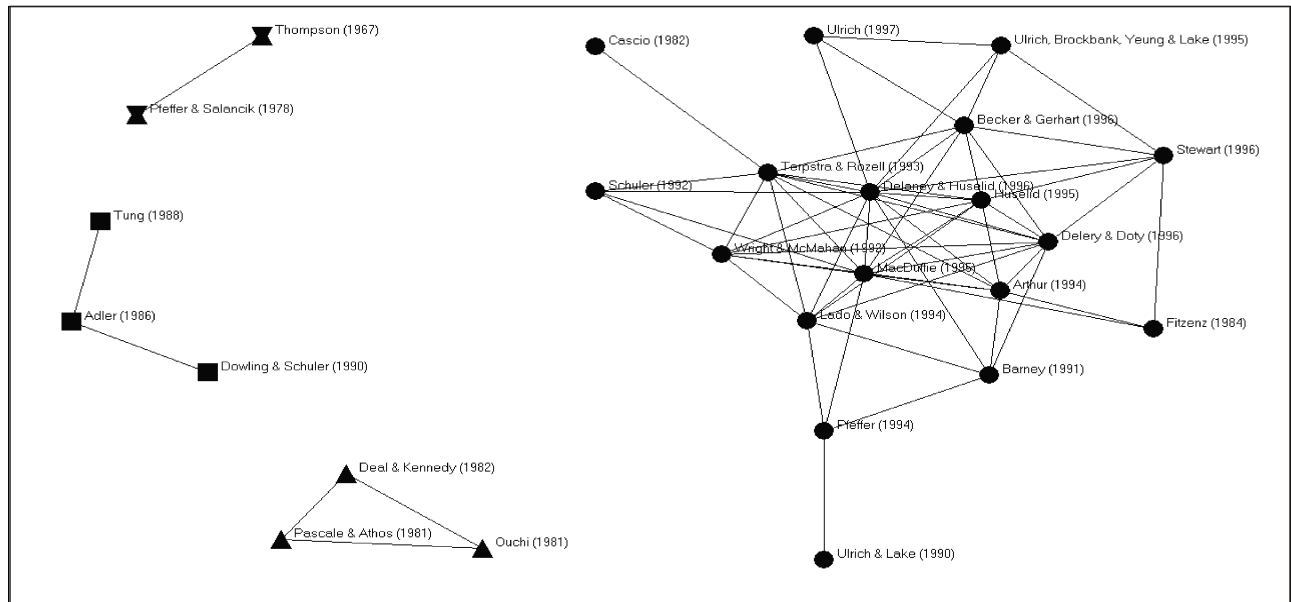 Thompson (1967)
Cascio (1982)
Ulrich (1997)
Ulrich, Brockbank, Yeung & Lake (1995)
Pfeffer & Salancik (1978)
Becker & Gerhart (1996)
Stewart (1996)
Terpstra & Rozell (1993)
Schuler (1992)
Delaney & Huselid (1996)
Huselid (1995)
Tung (1988)
Delery & Doty (1996)
Wright & McMahan (1992)
MacDuffie (1995)
Arthur (1994)
Adler (1986)
Lado & Wilson (1994)
Fitzenz (1984)
Dowling & Schuler (1990)
Barney (1991)
Pfeffer (1994)
Deal & Kennedy (1982)
Pascale & Athos (1981)
Ouchi (1981)
Ulrich & Lake (1990)